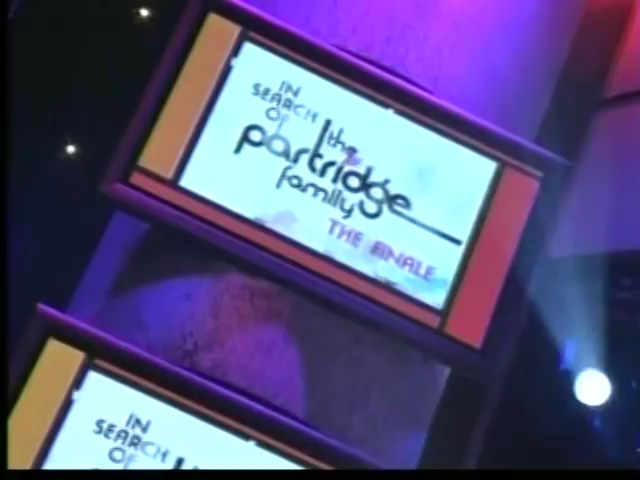 IN
SEARCH
OF
the
partridge
family
THE FINALE
IN
SEARCH
OF